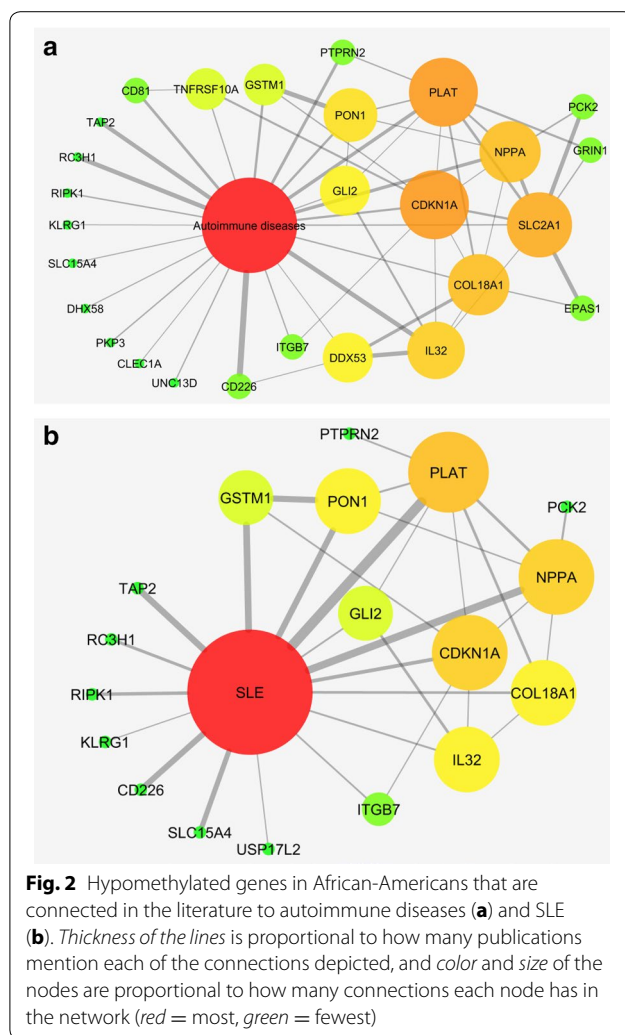 a
PTPRN2
CD81
TNFRSF10A
GSTM1
PLAT
PCK2
TAP2
PON1
GRIN1
RC3H1
NPPA
RIPK1
GLI2
CDKN1A
KLRG1
Autoimmune diseases
SLC2A1
SLC15A4
COL18A1
DHX58
EPAS1
PKP3
ITGB7
CLEC1A
DDX53
IL32
UNC13D
CD226
b
PTPRN2
PLAT
GSTM1
PON1
PCK2
NPPA
TAP2
GLI2
RC3H1
CDKN1A
RIPK1
SLE
COL18A1
KLRG1
IL32
CD226
ITGB7
SLC15A4
USP17L2
Fig. 2 Hypomethylated genes in African-Americans that are
connected in the literature to autoimmune diseases (a) and SLE
(b). Thickness of the lines is proportional to how many publications
mention each of the connections depicted, and color and size of the
nodes are proportional to how many connections each node has in
the network (red = most, green = fewest)